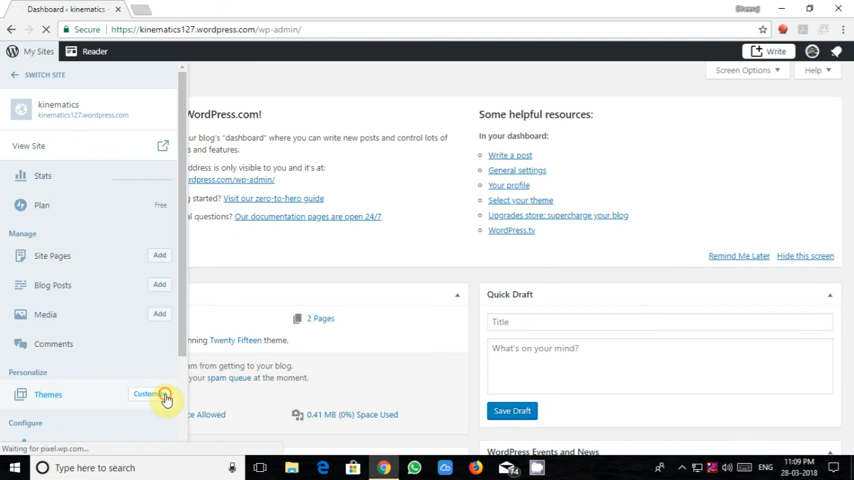 Dashboard ‹ kinematics
Secure
https://kinematics127.wordpress.com/wp-admin/
My Sites
Reader
Write
SWITCH SITE
Screen Options
Help
kinematics
kinematics127.wordpress.com
View Site
Stats
Plan
Free
Manage
Site Pages
Add
Blog Posts
Add
Media
Add
Comments
Personalize
Themes
Configure
Waiting for pixel.wp.com...
WordPress.com!
our blog's "dashboard" where you can write new posts and control lots of
s and features.
address is only visible to you and it's at:
rdpress.com/wp-admin/
g started? Visit our zero-to-hero guide
al questions? Our documentation pages are open 24/7
Some helpful resources:
In your dashboard:
Write a post
General settings
Your profile
Select your theme
Upgrades store: supercharge your blog
WordPress.tv
Remind Me Later
Hide this screen
2 Pages
nning Twenty Fifteen theme.
am from getting to your blog.
r spam queue at the moment.
ce Allowed
0.41 MB (0%) Space Used
Quick Draft
Title
What's on your mind?
Save Draft
WordPress Events and News
Type here to search
74
ENG
11:09 PM
28-03-2018